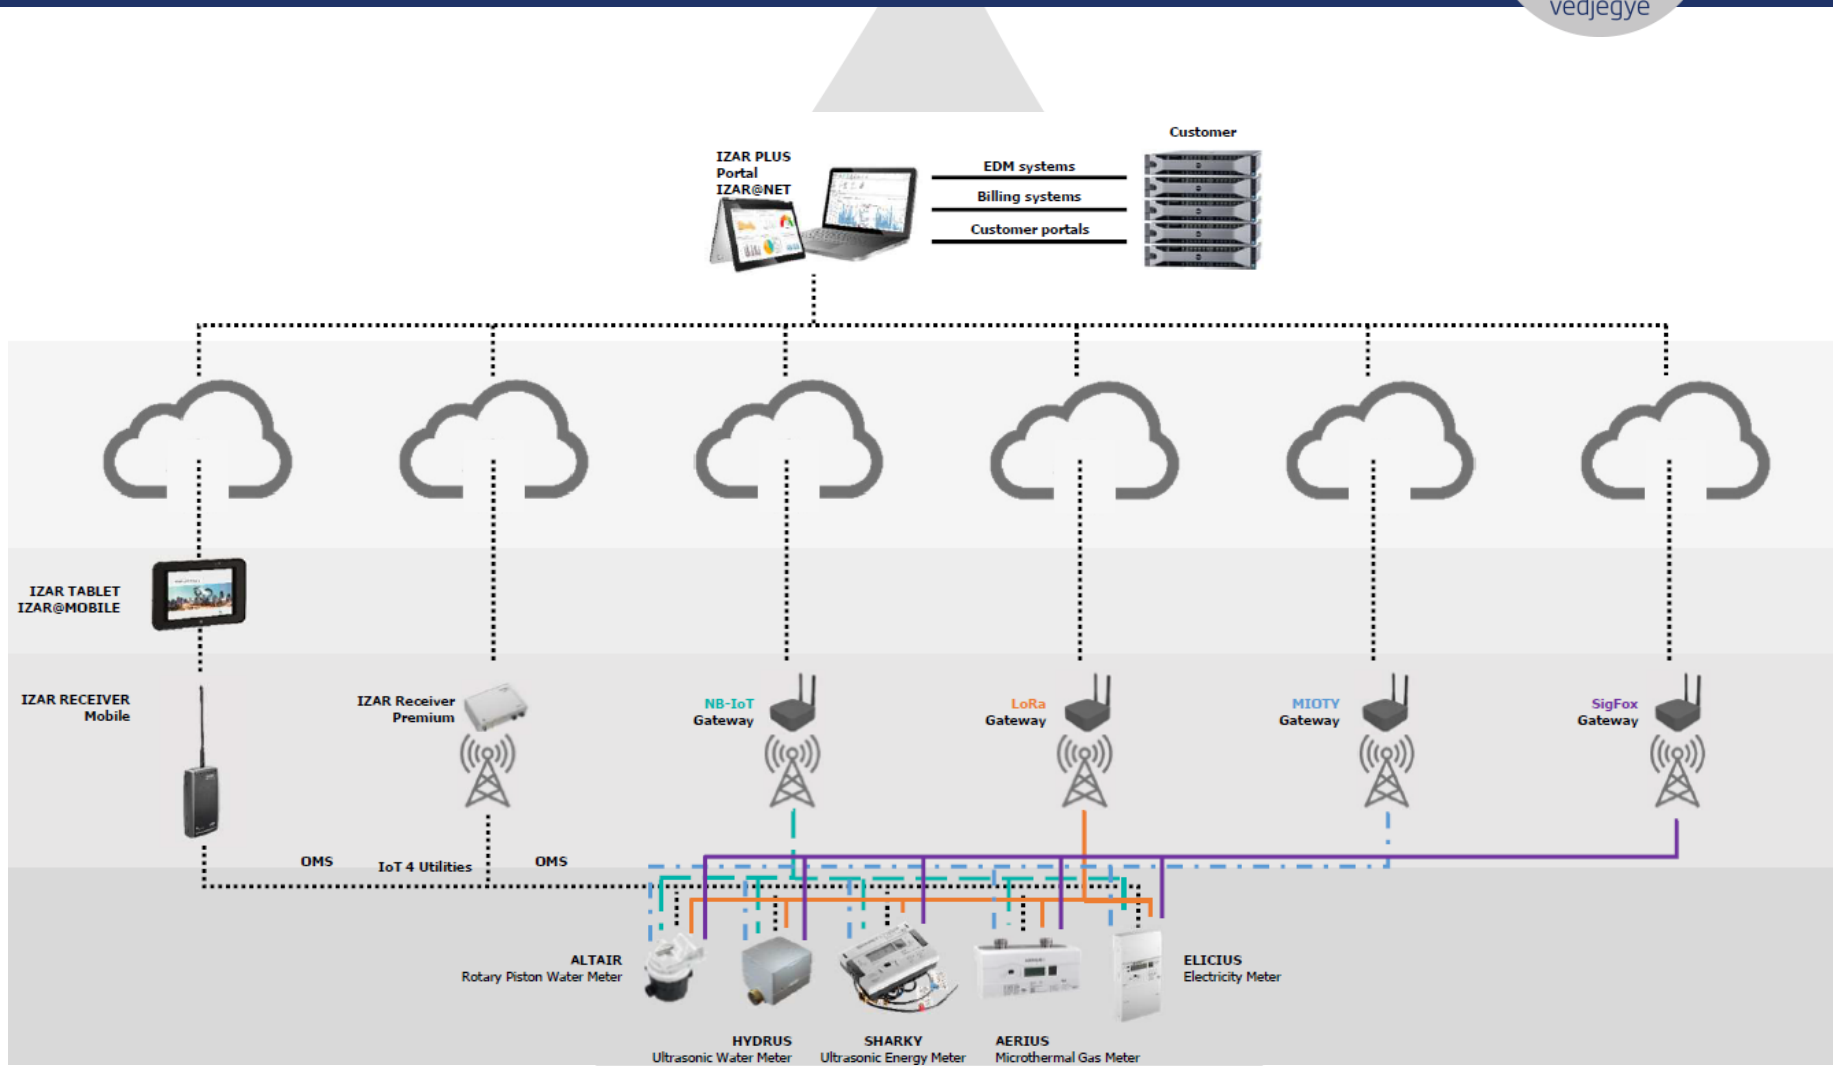 védjegye
Customer
IZAR PLUS
Portal
IZAR@NET
EDM systems
Billing systems
Customer portals
IZAR TABLET
IZAR@MOBILE
IZAR RECEIVER
Mobile
IZAR Receiver
Premium
NB-IoT
Gateway
LoRa
Gateway
MIOTY
Gateway
SigFox
Gateway
OMS
IoT 4 Utilities
OMS
ALTAIR
Rotary Piston Water Meter
ELICIUS
Electricity Meter
HYDRUS
Ultrasonic Water Meter
SHARKY
Ultrasonic Energy Meter
AERIUS
Microthermal Gas Meter